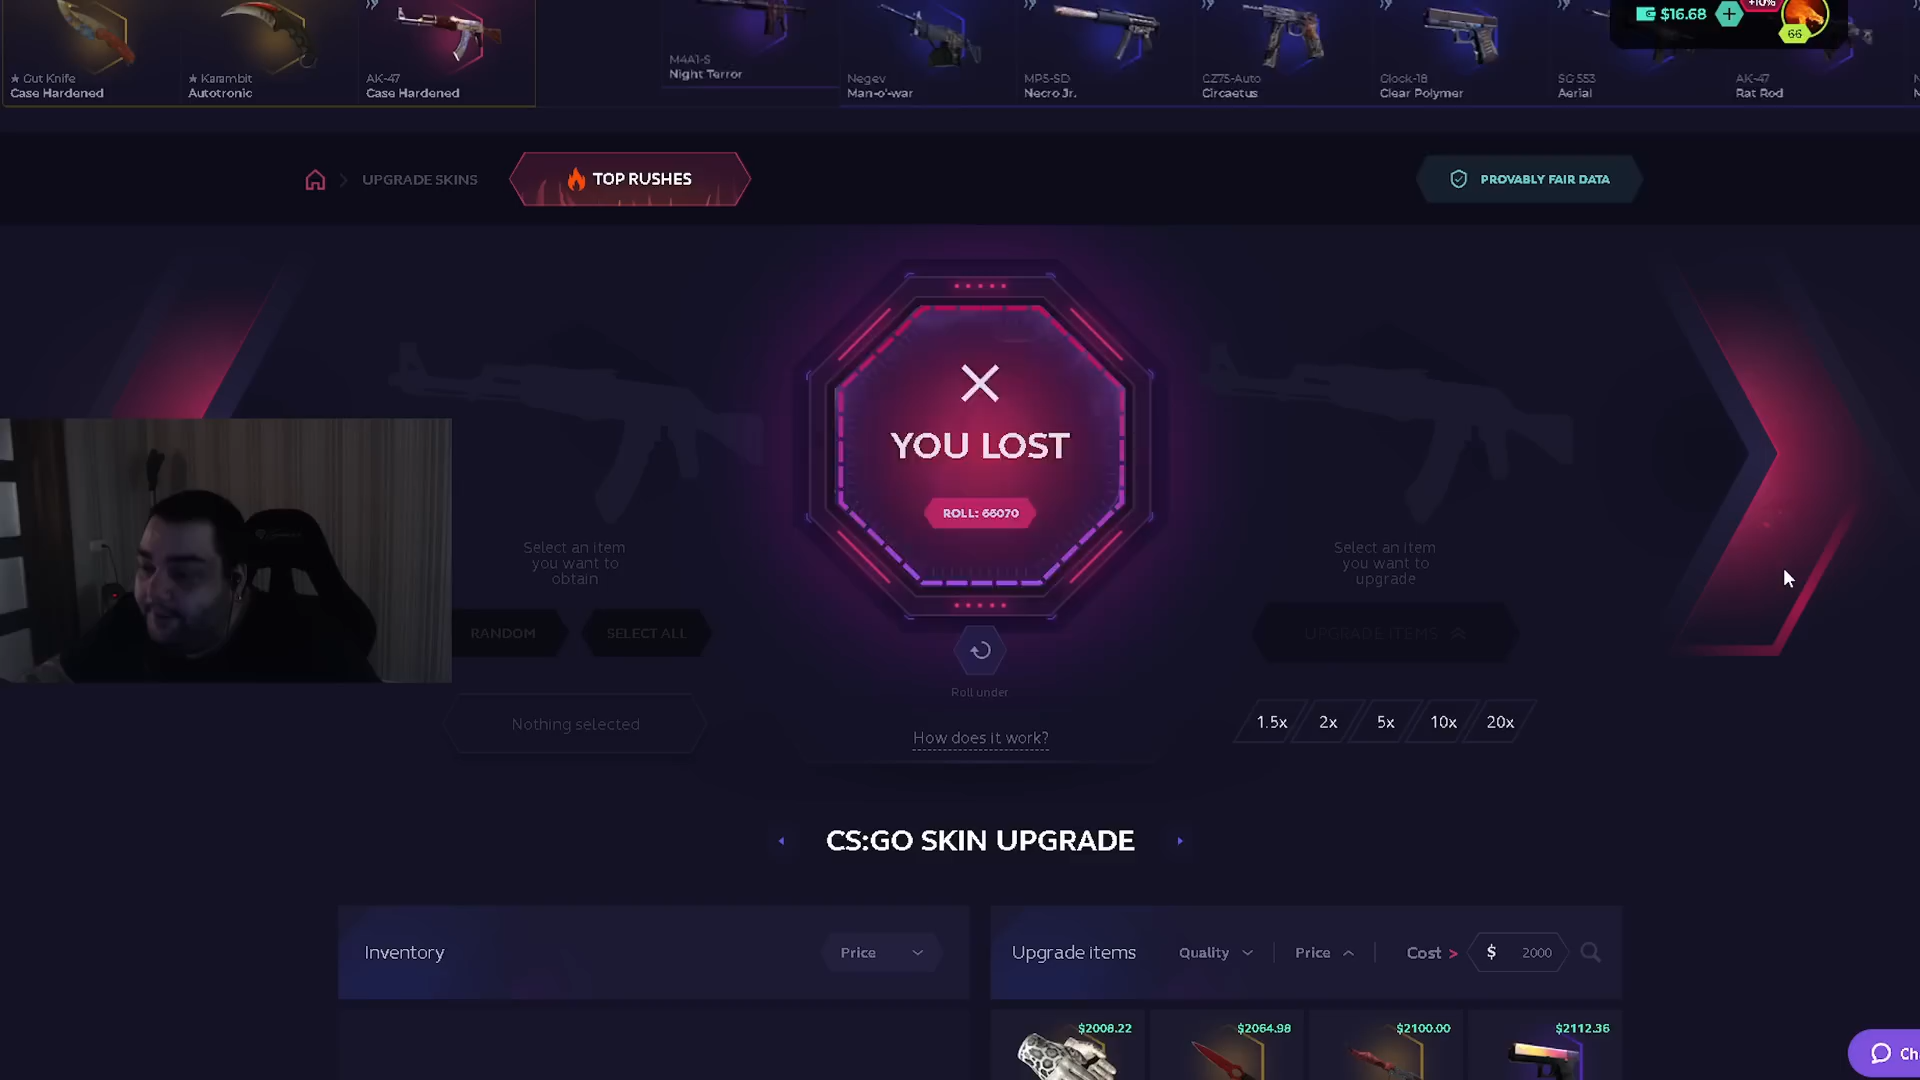 ★ Gut Knife
Case Hardened
★ Karambit
Autotronic
AK-47
Case Hardened
M4A1-S
Night Terror
Negev
Man-o'-war
MP5-SD
Necro Jr.
CZ75-Auto
Circaetus
Glock-18
Clear Polymer
SG 553
Aerial
AK-47
Rat Rod
$16.68
+10%
66
UPGRADE SKINS
TOP RUSHES
PROVABLY FAIR DATA
YOU LOST
ROLL: 66070
Select an item
you want to
obtain
Select an item
you want to
upgrade
RANDOM
SELECT ALL
UPGRADE ITEMS
Nothing selected
Roll under
How does it work?
1.5x
2x
5x
10x
20x
CS:GO SKIN UPGRADE
Inventory
Price
Upgrade items
Quality
Price
Cost >
$ 2000
$2008.22
$2064.98
$2100.00
$2112.36